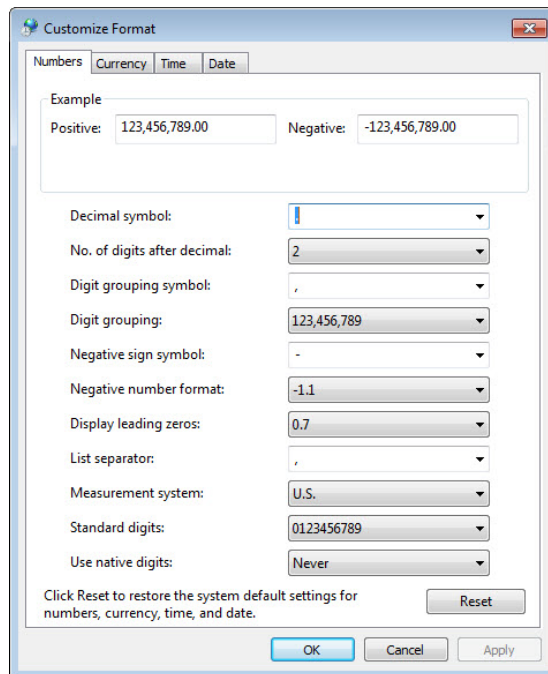 Customize Format
Numbers Currency Time Date
Example
Positive: 123,456,789.00 Negative: -123,456,789.00
Decimal symbol: .
No. of digits after decimal: 2
Digit grouping symbol: ,
Digit grouping: 123,456,789
Negative sign symbol: -
Negative number format: -1.1
Display leading zeros: 0.7
List separator: ,
Measurement system: U.S.
Standard digits: 0123456789
Use native digits: Never
Click Reset to restore the system default settings for
numbers, currency, time, and date.
Reset
OK Cancel Apply